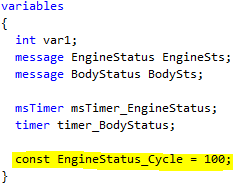 variables
{
int var1;
message EngineStatus EngineSts;
message BodyStatus BodySts;
msTimer msTimer_EngineStatus;
timer timer_BodyStatus;
const EngineStatus_Cycle = 100;
}